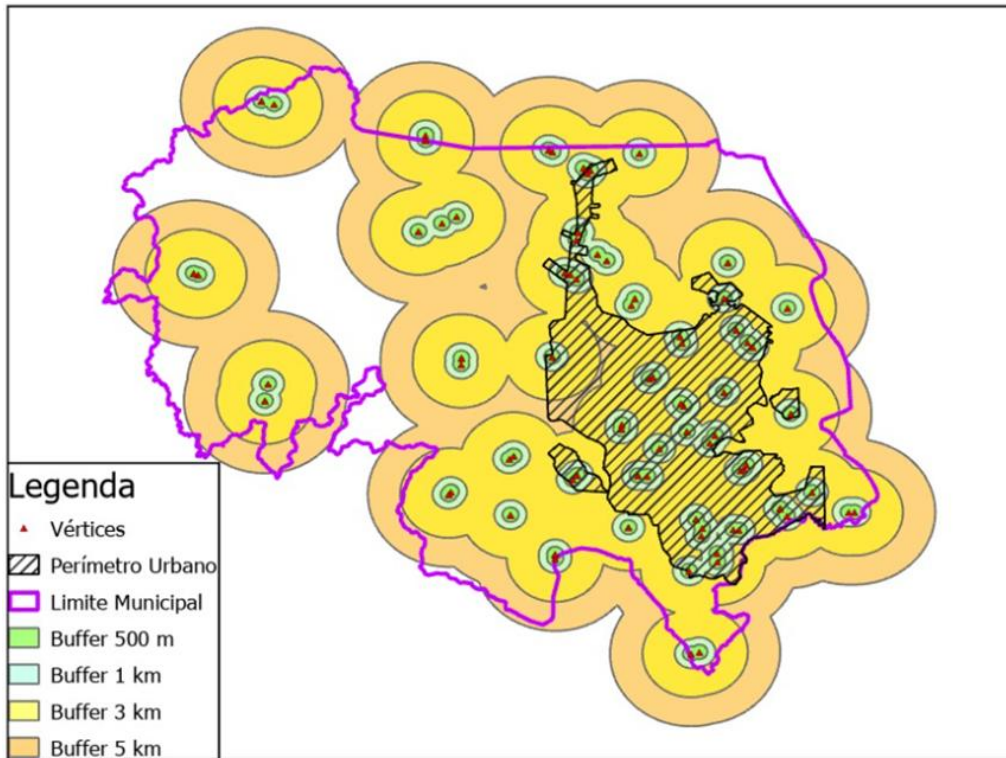 Legenda
Vértices
Perímetro Urbano
Limite Municipal
Buffer 500 m
Buffer 1 km
Buffer 3 km
Buffer 5 km